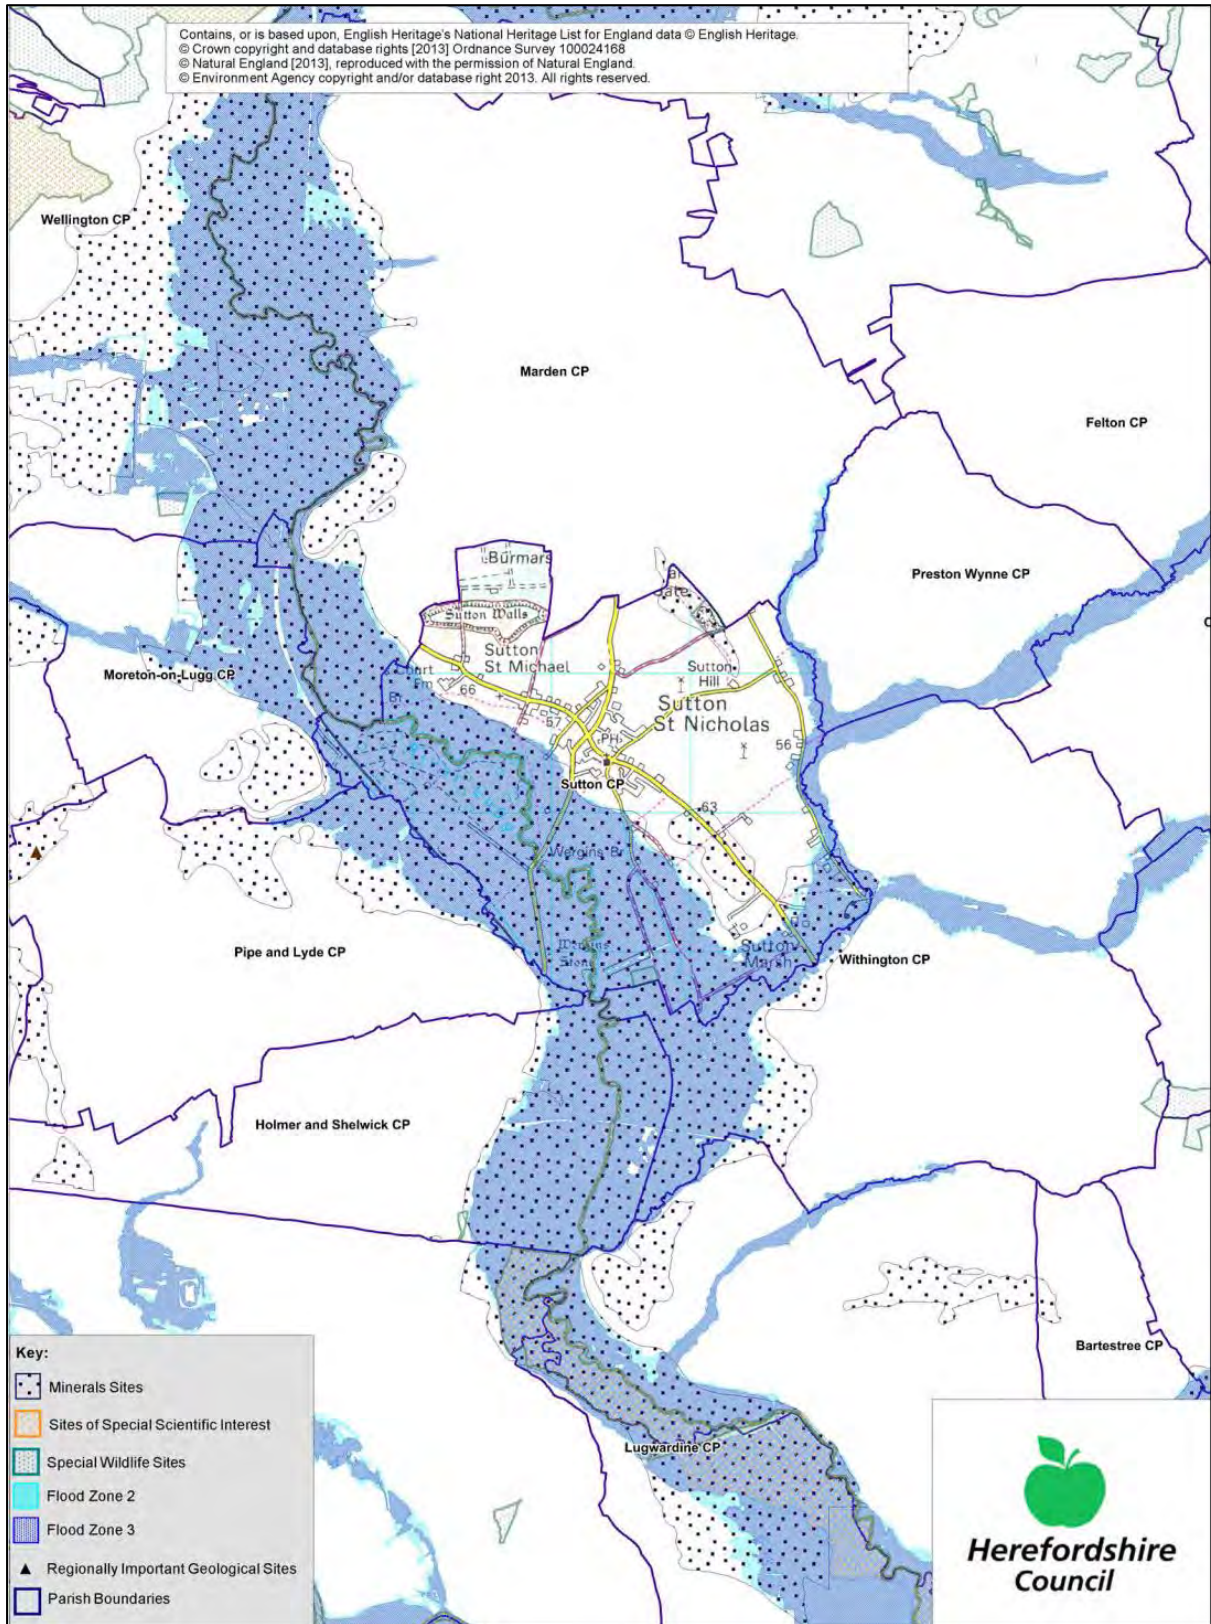 Contains, or is based upon, English Heritage's National Heritage List for England data © English Heritage.
© Crown copyright and database rights [2013] Ordnance Survey 100024168
© Natural England [2013], reproduced with the permission of Natural England.
© Environment Agency copyright and/or database right 2013. All rights reserved.
Wellington CP
Marden CP
Felton CP
Burmars
Preston Wynne CP
Sutton Walls
Sutton
St Michael
Moreton-on-Lugg CP
Court
Fm
Br
66
Sutton
Hill
Sutton
St Nicholas
57
PH
56
Sutton CP
63
Wergins Br
Pipe and Lyde CP
Wergins
Stone
Sutton
Marsh
Withington CP
Holmer and Shelwick CP
Bartestree CP
Lugwardine CP
Key:
Minerals Sites
Sites of Special Scientific Interest
Special Wildlife Sites
Flood Zone 2
Flood Zone 3
Regionally Important Geological Sites
Parish Boundaries
Herefordshire
Council